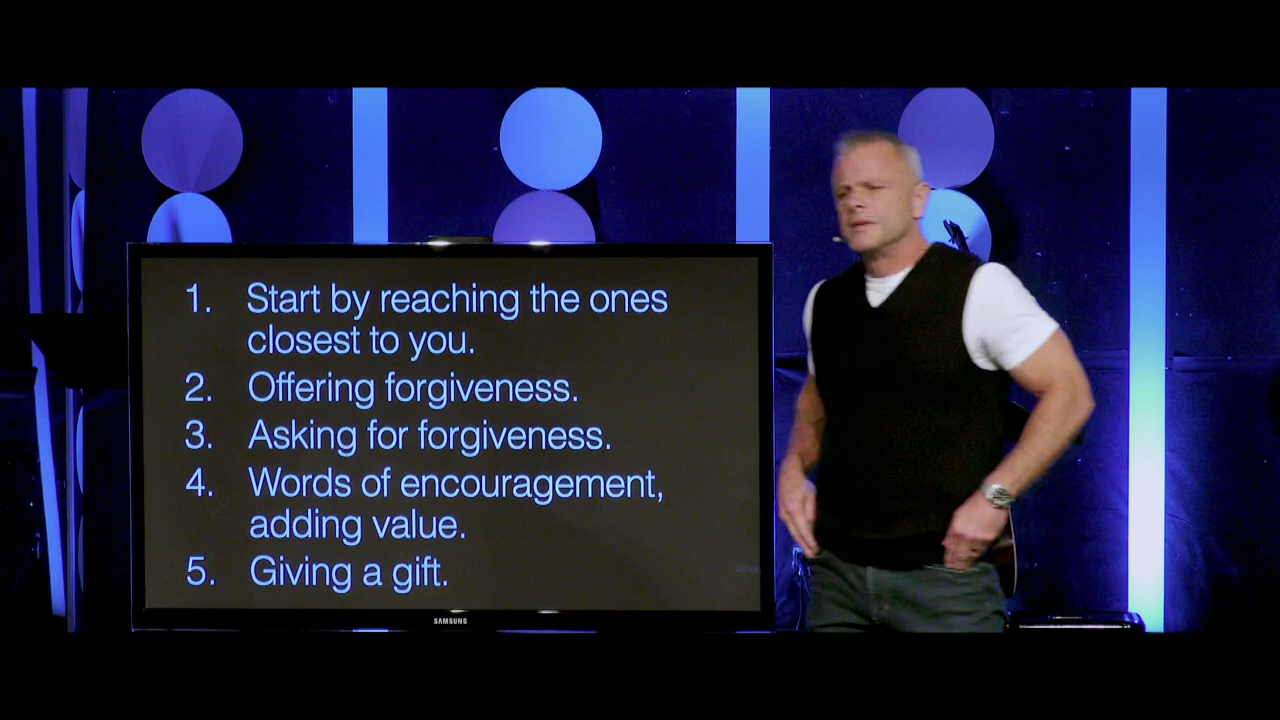 1. Start by reaching the ones
closest to you.
2. Offering forgiveness.
3. Asking for forgiveness.
4. Words of encouragement,
adding value.
5. Giving a gift.
SAMSUNG